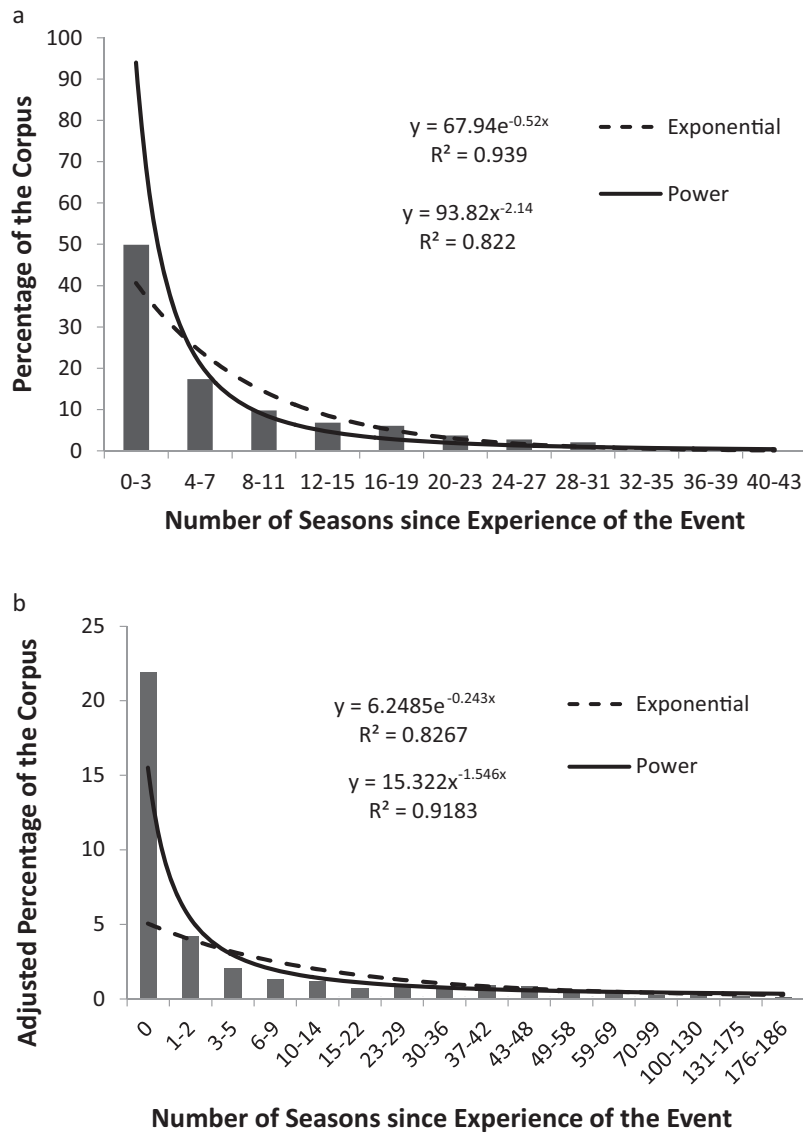 a
Percentage of the Corpus
100
90
80
70
60
50
40
30
20
10
0
y = 67.94e^-0.52x
R² = 0.939
Exponential
y = 93.82x^-2.14
R² = 0.822
Power
0-3 4-7 8-11 12-15 16-19 20-23 24-27 28-31 32-35 36-39 40-43
Number of Seasons since Experience of the Event
b
Adjusted Percentage of the Corpus
25
20
15
10
5
0
y = 6.2485e^-0.243x
R² = 0.8267
Exponential
y = 15.322x^-1.546x
R² = 0.9183
Power
0 1-2 3-5 6-9 10-14 15-22 23-29 30-36 37-42 43-48 49-58 59-69 70-99 100-130 131-175 176-186
Number of Seasons since Experience of the Event